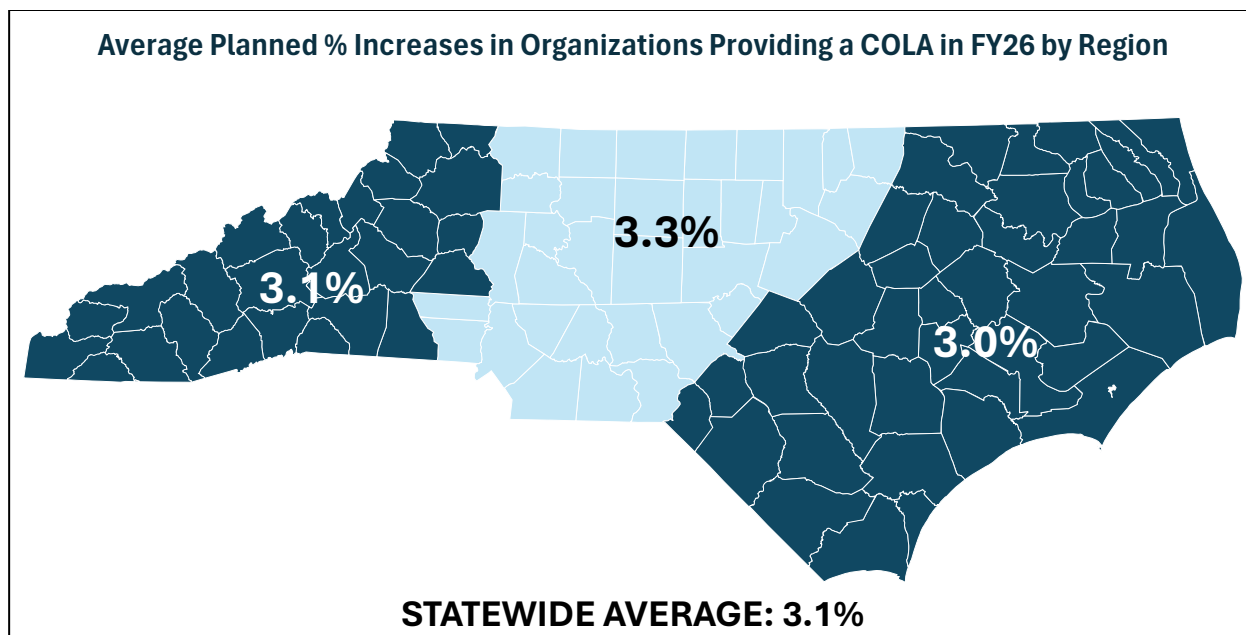 Average Planned % Increases in Organizations Providing a COLA in FY26 by Region
3.3%
3.1%
3.0%
STATEWIDE AVERAGE: 3.1%